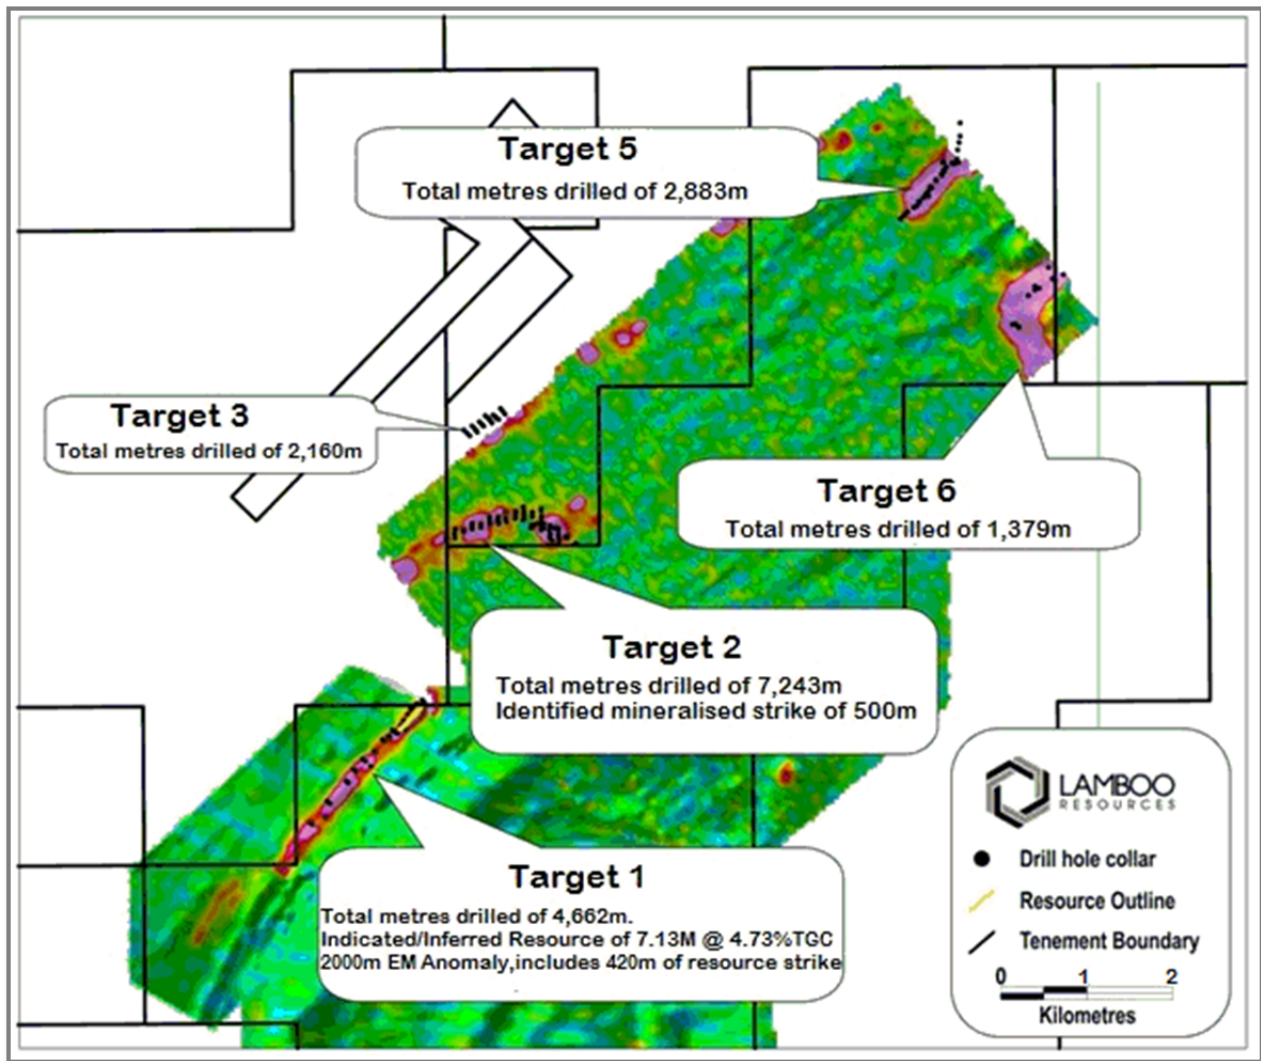 Target 5
Total metres drilled of 2,883m
Target 3
Total metres drilled of 2,160m
Target 6
Total metres drilled of 1,379m
Target 2
Total metres drilled of 7,243m
Identified mineralised strike of 500m
Target 1
Total metres drilled of 4,662m.
Indicated/Inferred Resource of 7.13M @ 4.73%TGC
2000m EM Anomaly,includes 420m of resource strike
LAMBOO
RESOURCES
Drill hole collar
Resource Outline
Tenement Boundary
0 1 2
Kilometres